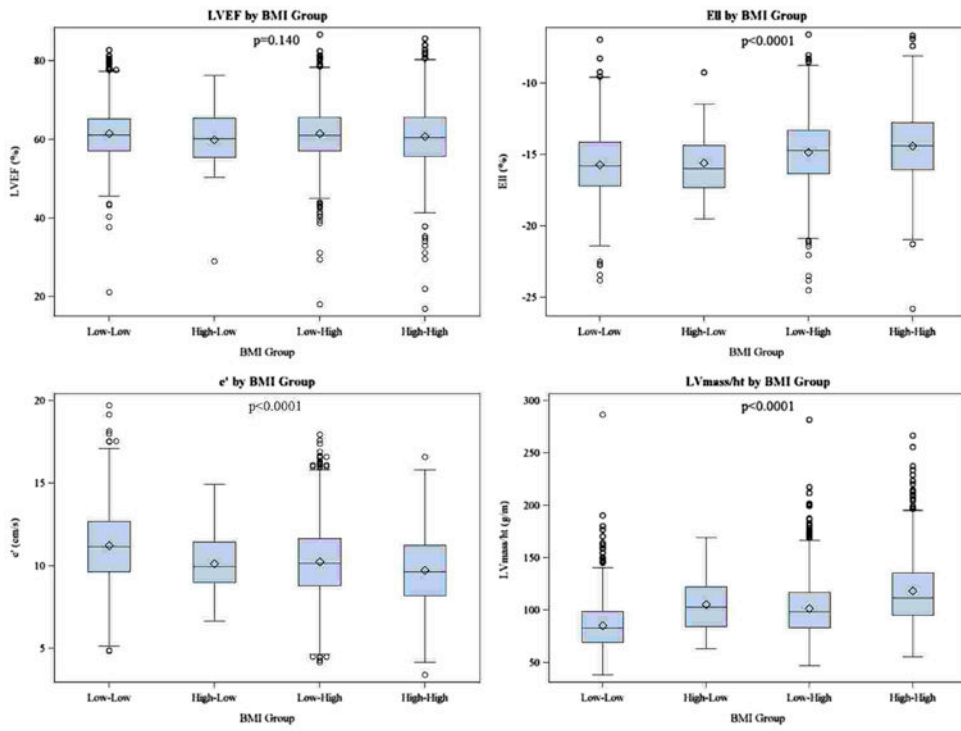 LVEF by BMI Group
p=0.140
80
60
40
20
LVEF (%)
Low-Low High-Low Low-High High-High
BMI Group
Ell by BMI Group
p<0.0001
-10
-15
-20
-25
Ell (%)
Low-Low High-Low Low-High High-High
BMI Group
e' by BMI Group
p<0.0001
20
15
10
5
e' (cm/s)
Low-Low High-Low Low-High High-High
BMI Group
LVmass/ht by BMI Group
p<0.0001
300
250
200
150
100
50
LVmass/ht (g/m)
Low-Low High-Low Low-High High-High
BMI Group